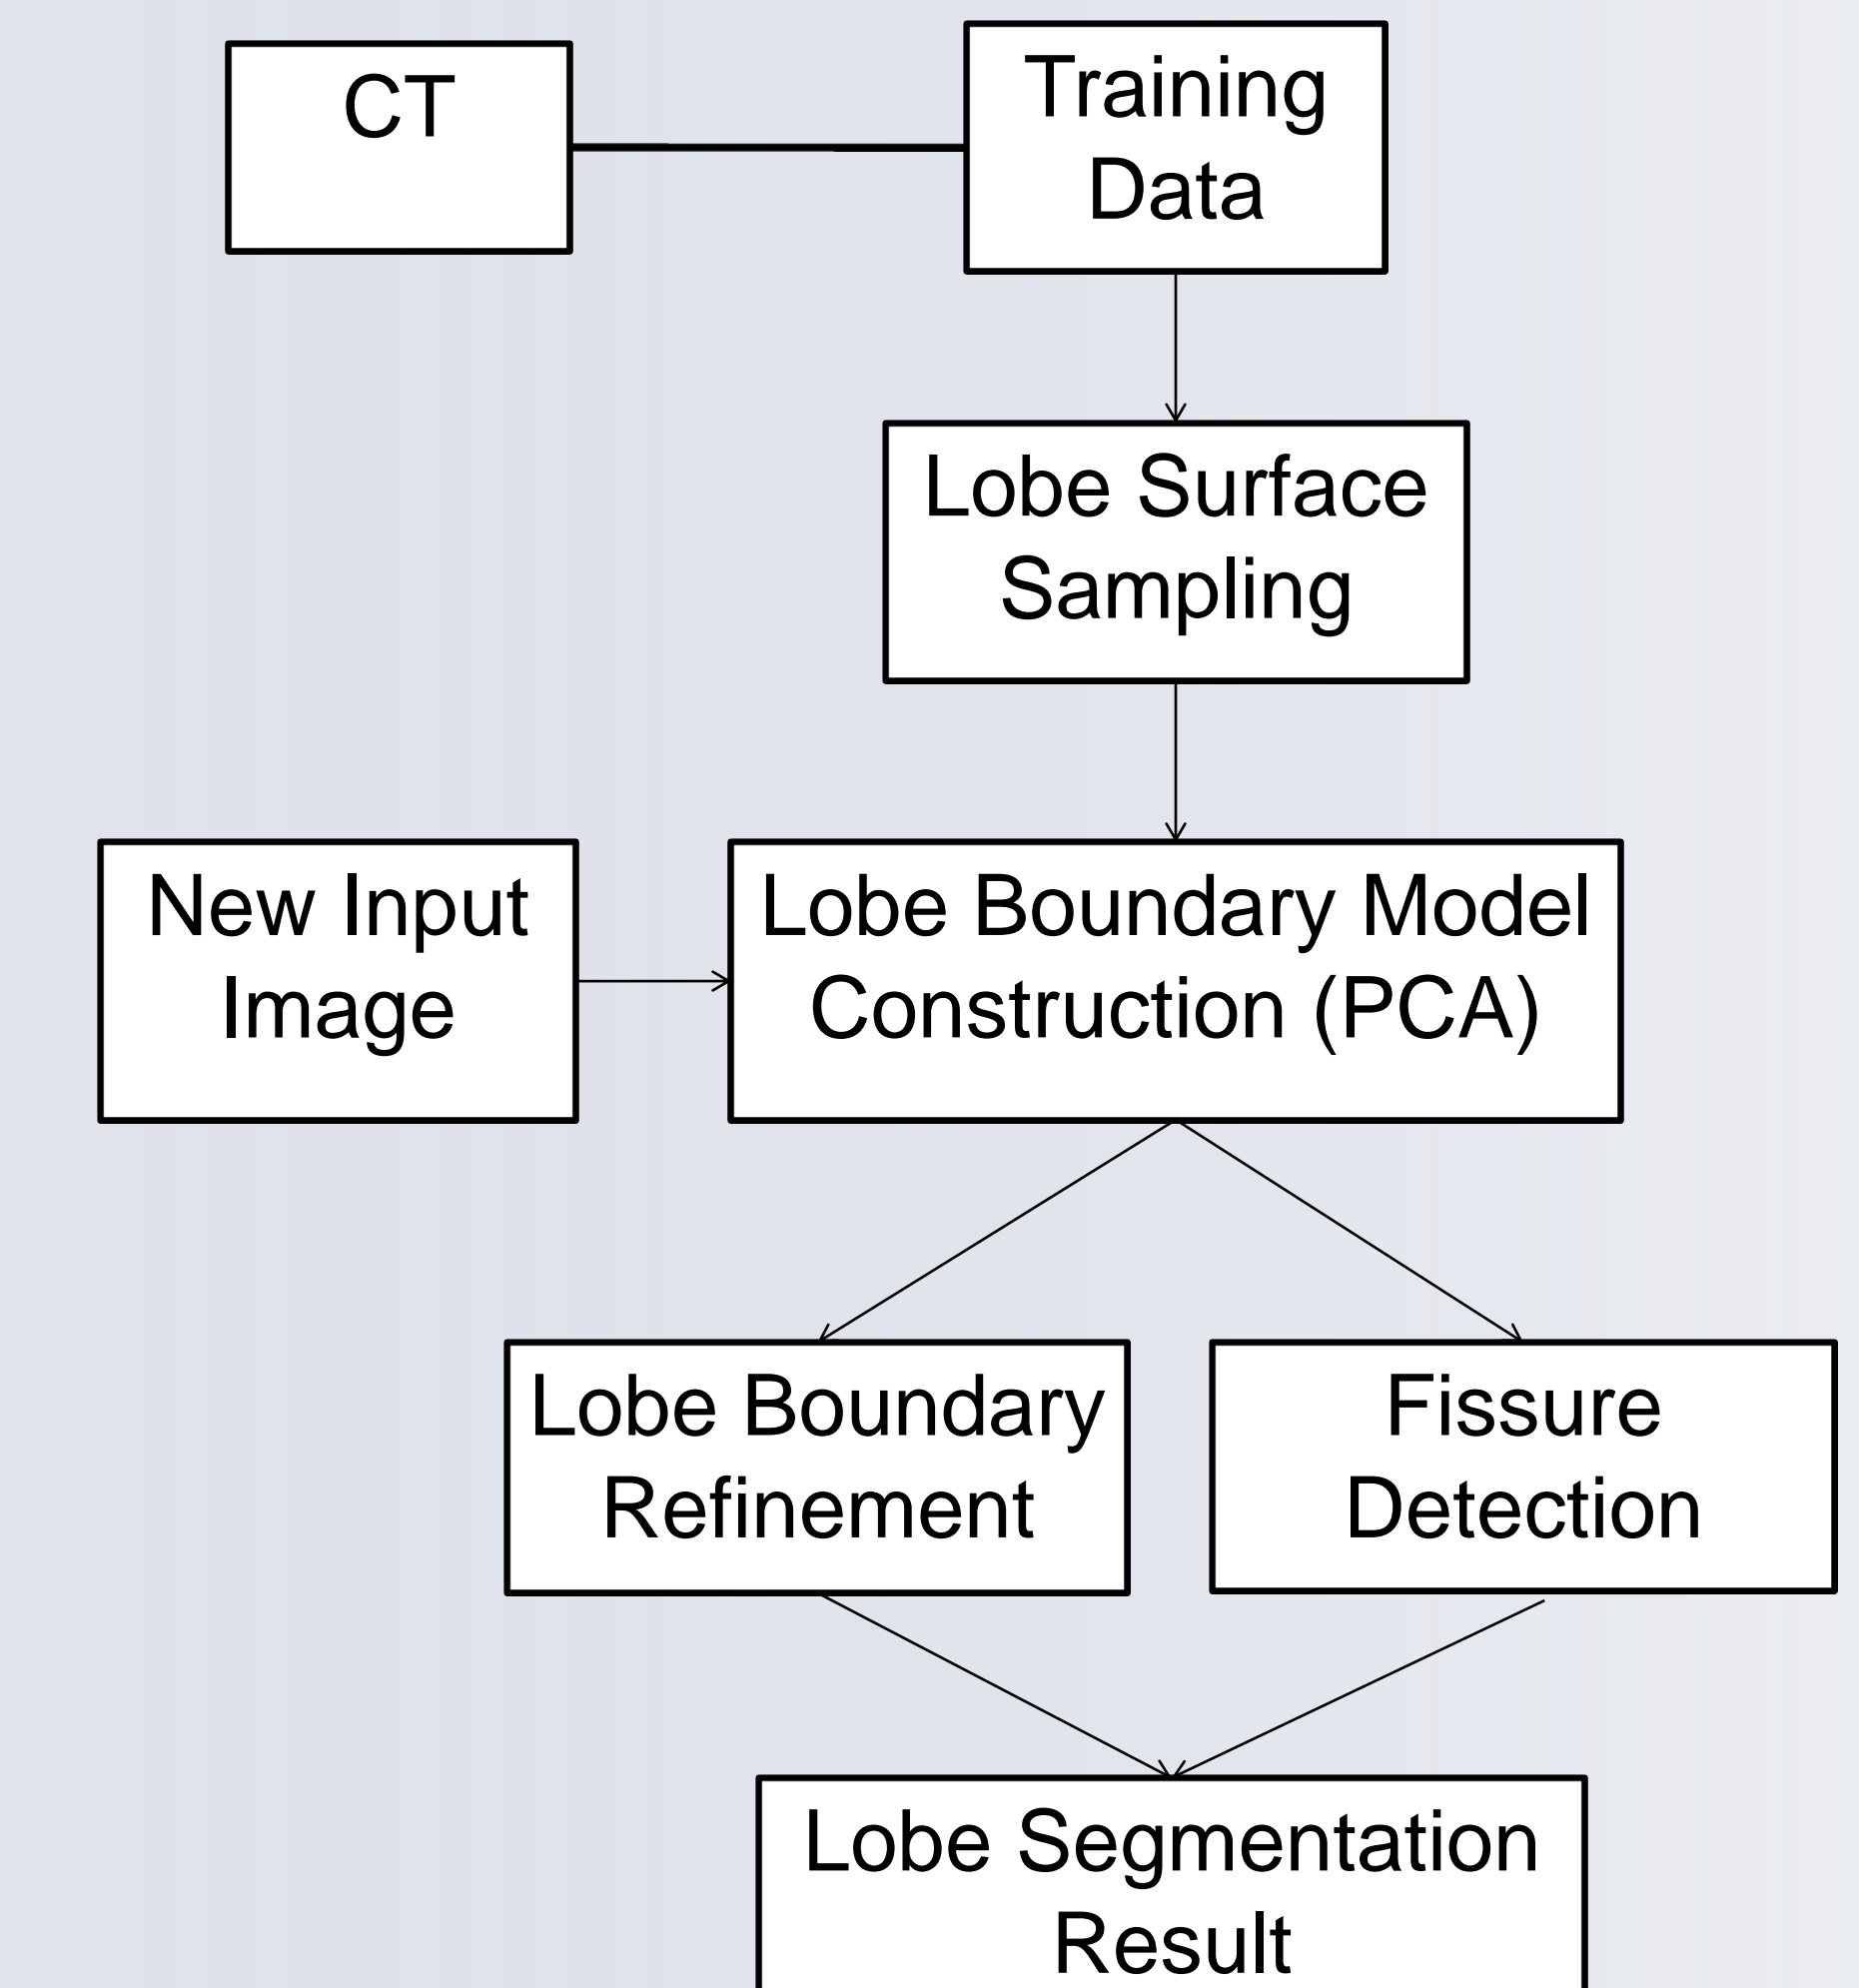 CT
Training
Data
Lobe Surface
Sampling
New Input
Image
Lobe Boundary Model
Construction (PCA)
Lobe Boundary
Refinement
Fissure
Detection
Lobe Segmentation
Result